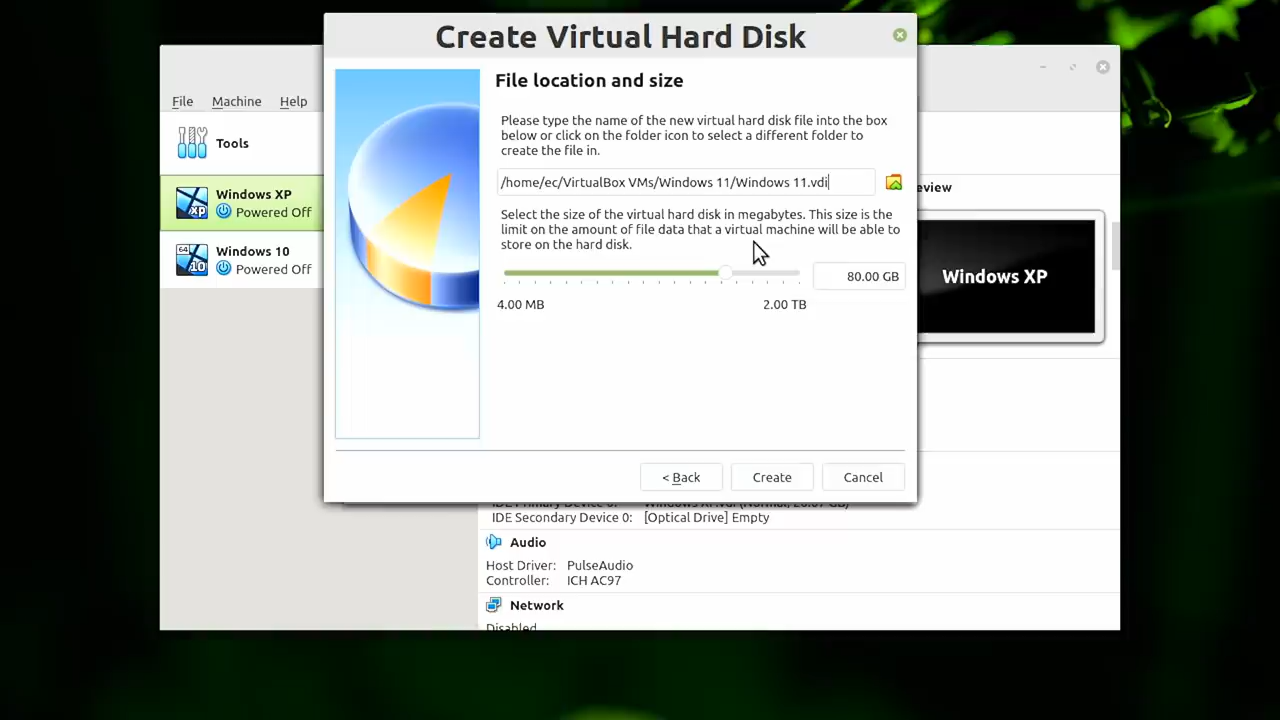 Create Virtual Hard Disk
File Machine Help
Tools
Windows XP
XP
Powered Off
Windows 10
64
10
Powered Off
File location and size
Please type the name of the new virtual hard disk file into the box
below or click on the folder icon to select a different folder to
create the file in.
/home/ec/VirtualBox VMs/Windows 11/Windows 11.vdi
Select the size of the virtual hard disk in megabytes. This size is the
limit on the amount of file data that a virtual machine will be able to
store on the hard disk.
80.00 GB
4.00 MB 2.00 TB
< Back Create Cancel
eview
Windows XP
IDE Secondary Device 0: [Optical Drive] Empty
Audio
Host Driver: PulseAudio
Controller: ICH AC97
Network
Disabled